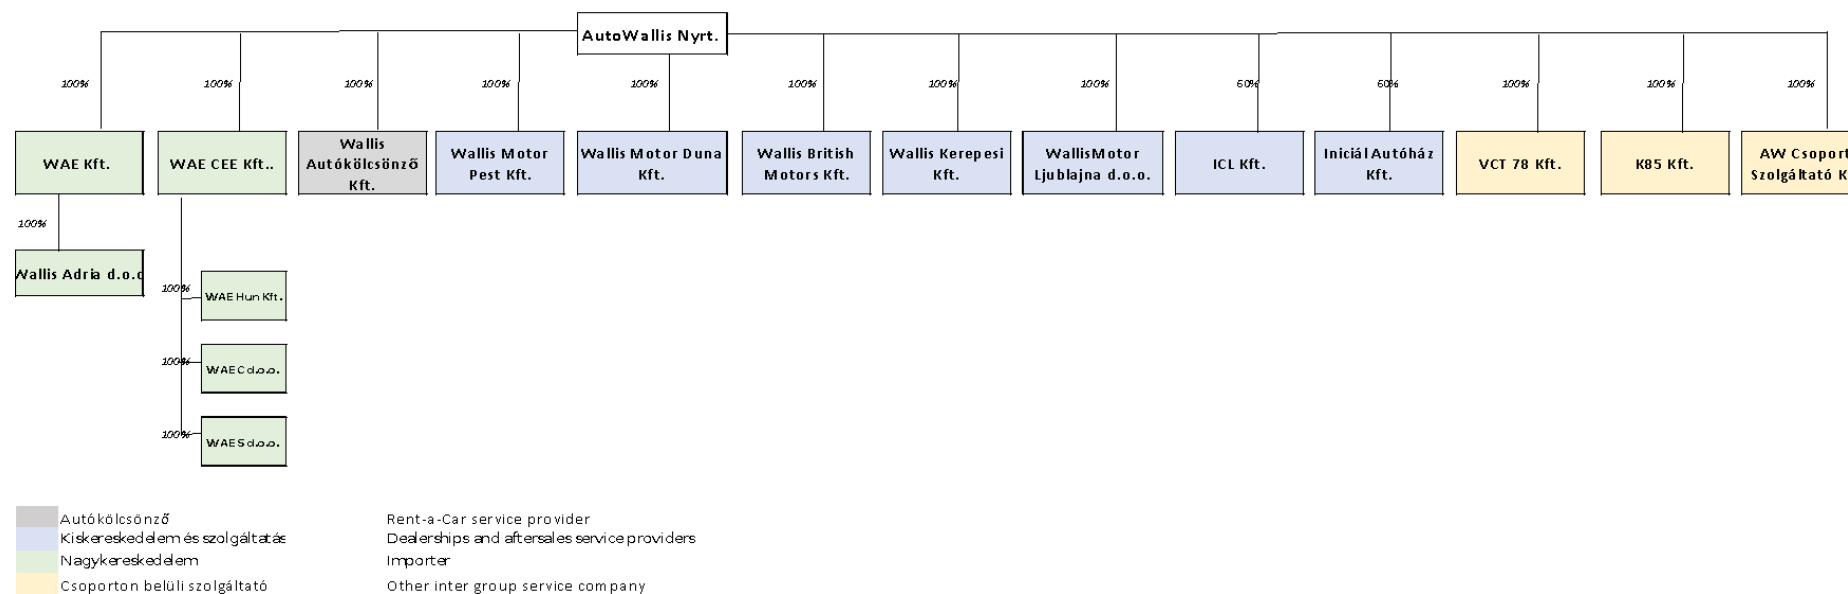 AutoWallis Nyrt.
100%
100%
100%
100%
100%
100%
100%
100%
60%
60%
100%
100%
100%
WAE Kft.
WAE CEE Kft..
Wallis
Autókölcsönző
Kft.
Wallis Motor
Pest Kft.
Wallis Motor Duna
Kft.
Wallis British
Motors Kft.
Wallis Kerepesi
Kft.
WallisMotor
Ljublajna d.o.o.
ICL Kft.
Iniciál Autóház
Kft.
VCT 78 Kft.
K85 Kft.
AW Csoport
Szolgáltató K
100%
Wallis Adria d.o.o
100%
WAE Hun Kft.
100%
WAE C d.o.o.
100%
WAE S d.o.o.
Autókölcsönző
Rent-a-Car service provider
Kiskereskedelem és szolgáltatás
Dealerships and aftersales service providers
Nagykereskedelem
Importer
Csoporton belüli szolgáltató
Other inter group service company